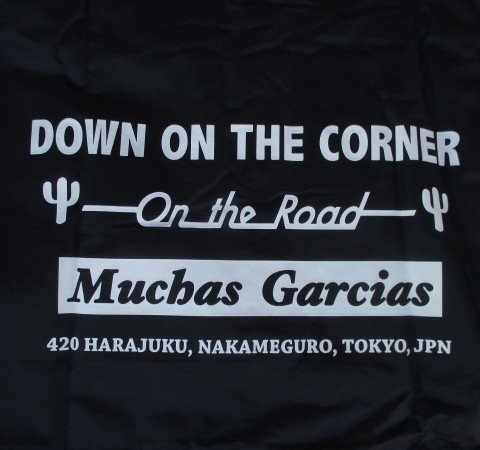 DOWN ON THE CORNER
On the Road
Muchas Garcias
420 HARAJUKU, NAKAMEGURO, TOKYO, JPN